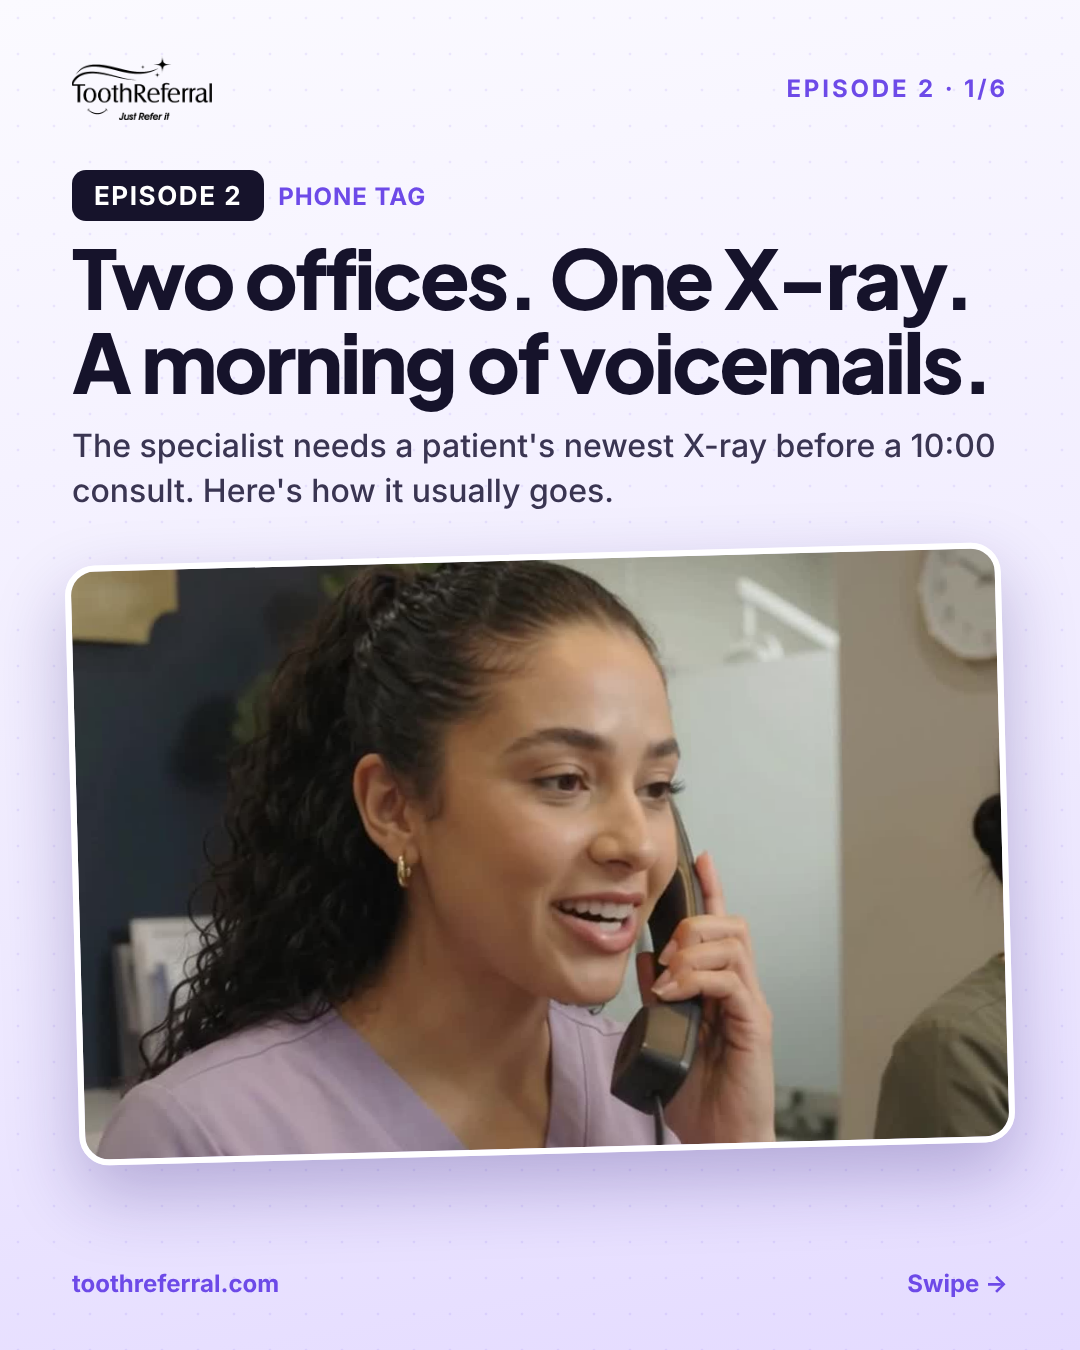 ToothReferral
Just Refer it
EPISODE 2 · 1/6
EPISODE 2
PHONE TAG
Two offices. One X-ray.
A morning of voicemails.
The specialist needs a patient's newest X-ray before a 10:00
consult. Here's how it usually goes.
toothreferral.com
Swipe →